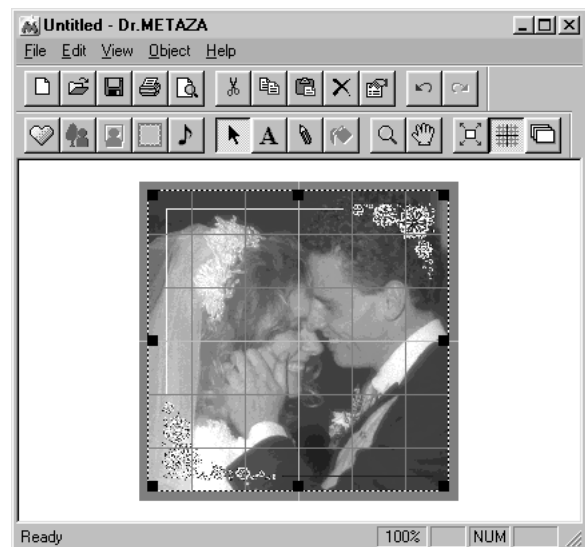 Untitled - Dr.METAZA
File Edit View Object Help
A
Ready 100% NUM